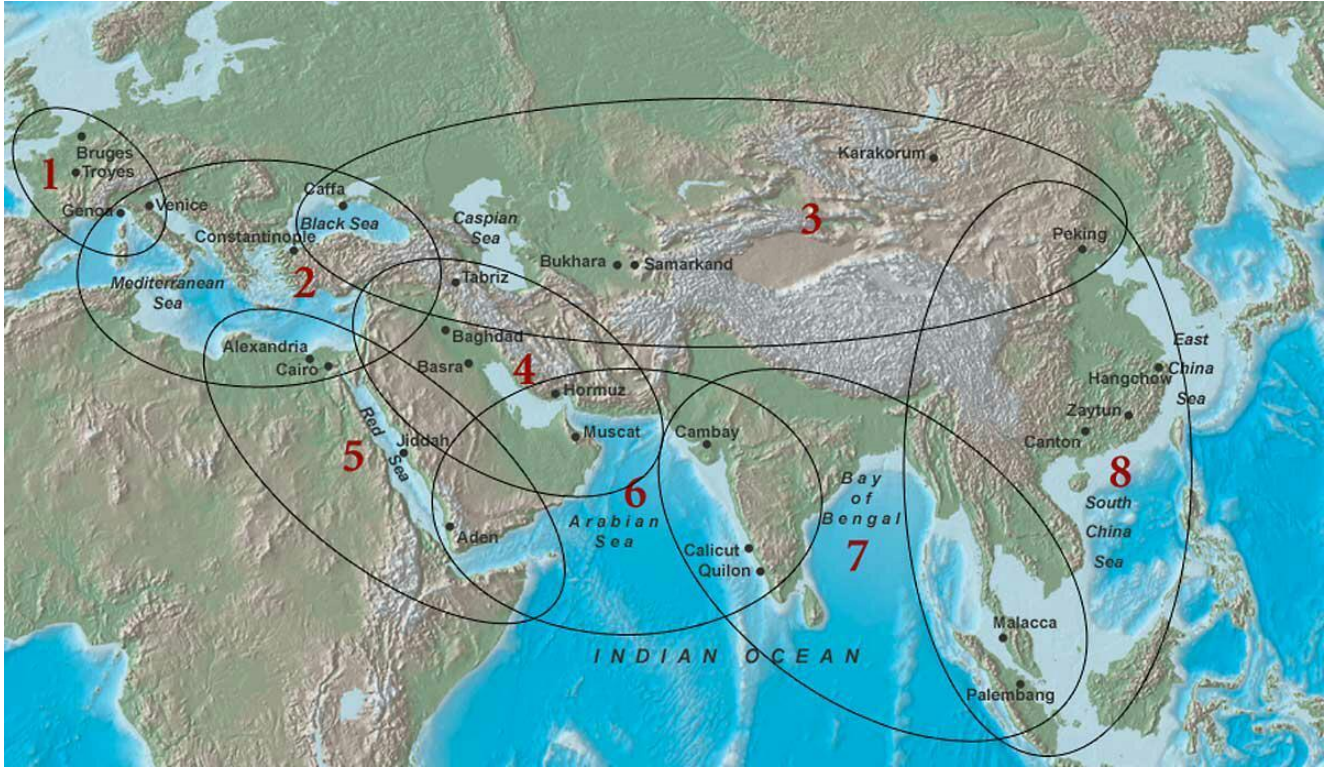 Bruges
1
Troyes
Genoa
Venice
Caffa
Black Sea
Constantinople
2
Mediterranean
Sea
Caspian
Sea
Tabriz
Bukhara
Samarkand
3
Karakorum
Peking
Alexandria
Cairo
Baghdad
Basra
4
Hormuz
Muscat
Red
Sea
Jiddah
5
Aden
6
Arabian
Sea
Cambay
Calicut
Quilon
Bay
of
Bengal
7
INDIAN OCEAN
East
China
Sea
Hangchow
Zaytun
Canton
8
South
China
Sea
Malacca
Palembang